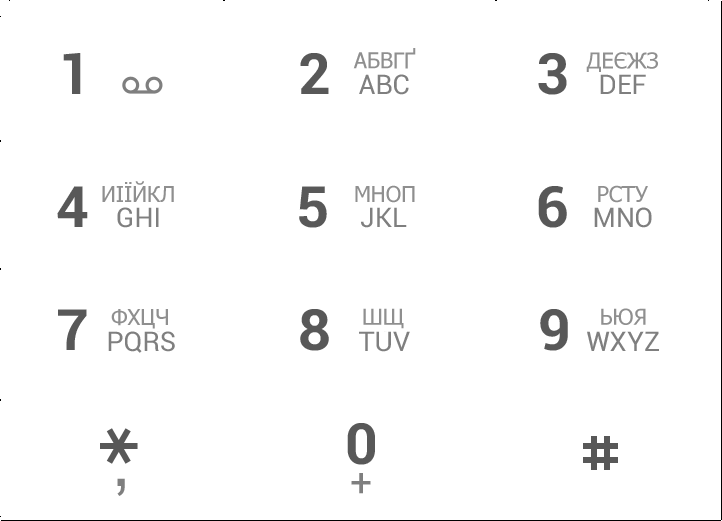 1
2 АБВГҐ
ABC
3 ДЕЄЖЗ
DEF
4 ИІЇЙКЛ
GHI
5 МНОП
JKL
6 РСТУ
MNO
7 ФХЦЧ
PQRS
8 ШЩ
TUV
9 ЬЮЯ
WXYZ
*
,
0
+
#